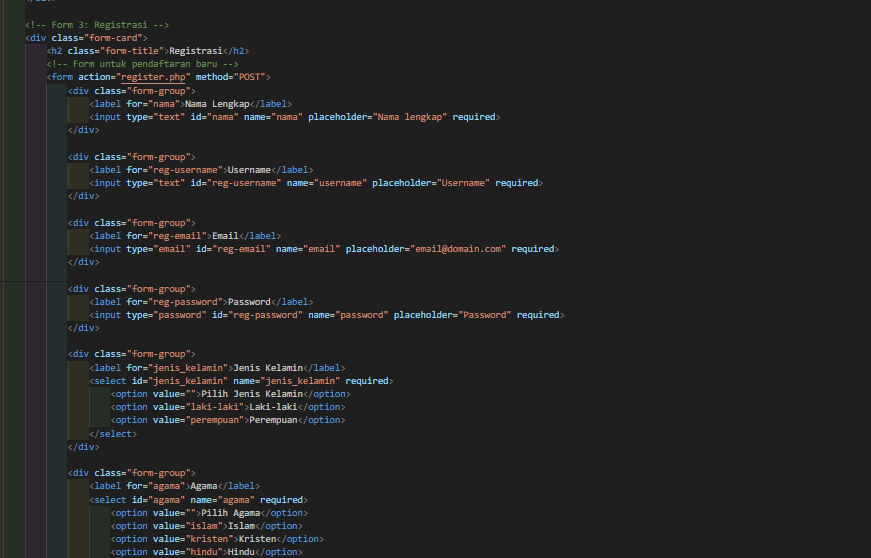 <!-- Form 3: Registrasi -->
<div class="form-card">
<h2 class="form-title">Registrasi</h2>
<!-- Form untuk pendaftaran baru -->
<form action="register.php" method="POST">
<div class="form-group">
<label for="nama">Nama Lengkap</label>
<input type="text" id="nama" name="nama" placeholder="Nama lengkap" required>
</div>
<div class="form-group">
<label for="reg-username">Username</label>
<input type="text" id="reg-username" name="username" placeholder="Username" required>
</div>
<div class="form-group">
<label for="reg-email">Email</label>
<input type="email" id="reg-email" name="email" placeholder="email@domain.com" required>
</div>
<div class="form-group">
<label for="reg-password">Password</label>
<input type="password" id="reg-password" name="password" placeholder="Password" required>
</div>
<div class="form-group">
<label for="jenis_kelamin">Jenis Kelamin</label>
<select id="jenis_kelamin" name="jenis_kelamin" required>
<option value="">Pilih Jenis Kelamin</option>
<option value="laki-laki">Laki-laki</option>
<option value="perempuan">Perempuan</option>
</select>
</div>
<div class="form-group">
<label for="agama">Agama</label>
<select id="agama" name="agama" required>
<option value="">Pilih Agama</option>
<option value="islam">Islam</option>
<option value="kristen">Kristen</option>
<option value="hindu">Hindu</option>